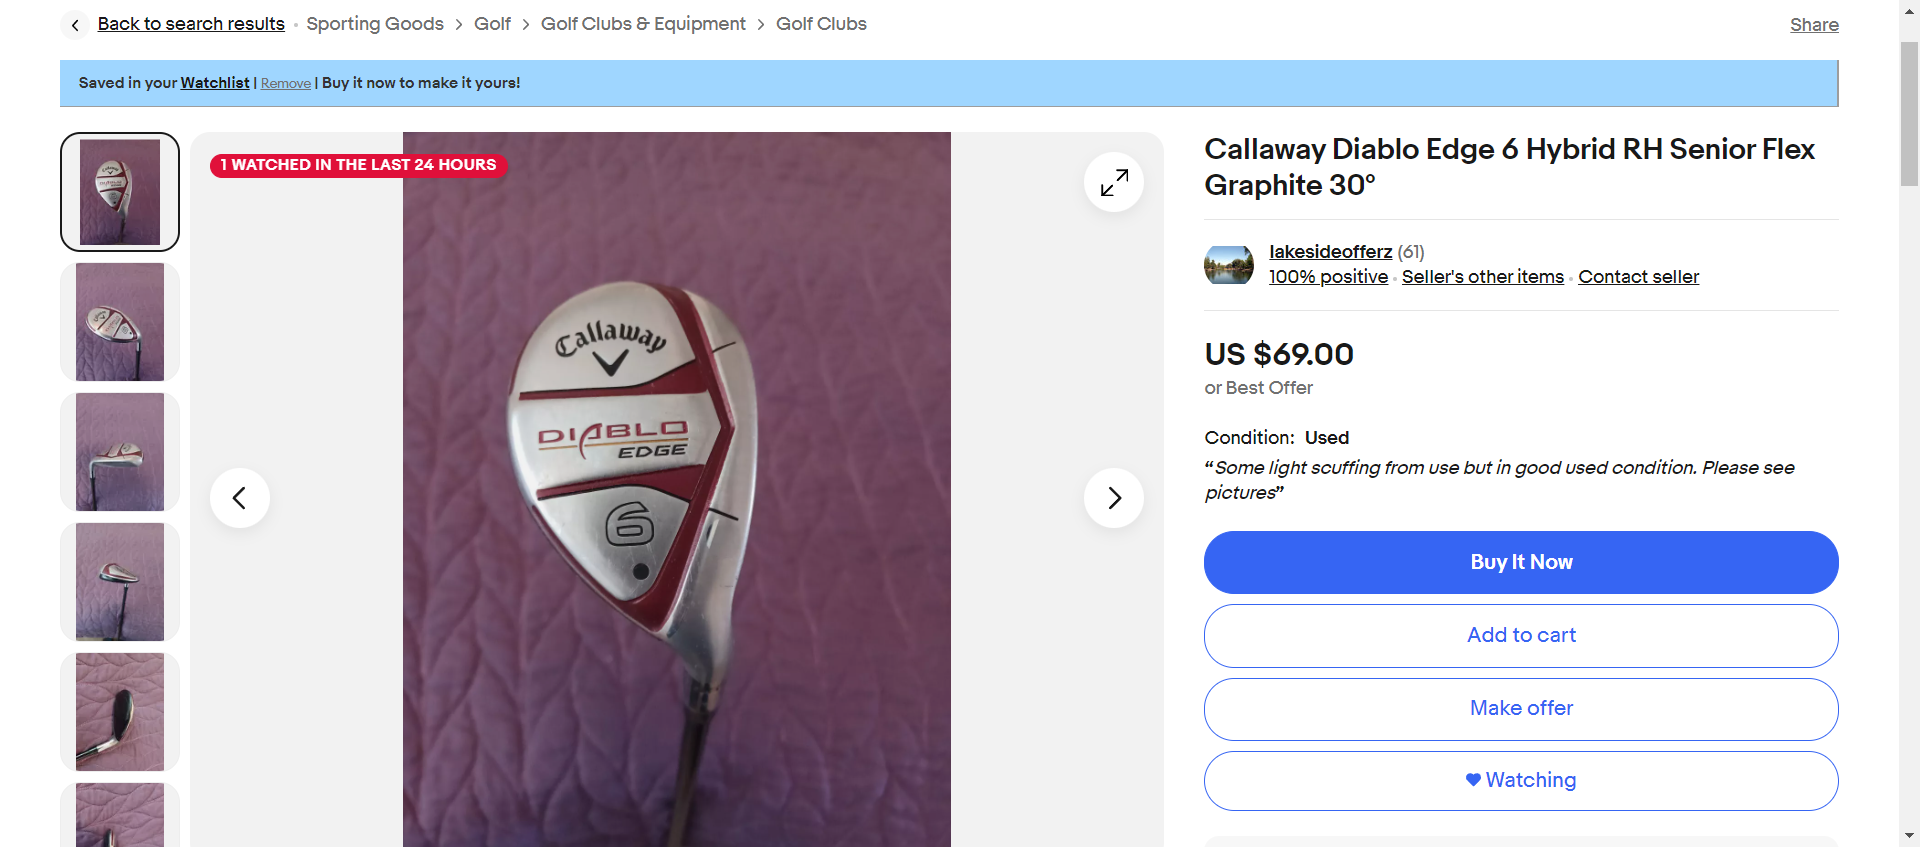 Back to search results • Sporting Goods > Golf > Golf Clubs & Equipment > Golf Clubs
Share
Saved in your Watchlist | Remove | Buy it now to make it yours!
1 WATCHED IN THE LAST 24 HOURS
Callaway
DIABLO
EDGE
6
Callaway Diablo Edge 6 Hybrid RH Senior Flex
Graphite 30°
lakesideofferz (61)
100% positive • Seller's other items • Contact seller
US $69.00
or Best Offer
Condition: Used
“Some light scuffing from use but in good used condition. Please see
pictures”
Buy It Now
Add to cart
Make offer
Watching